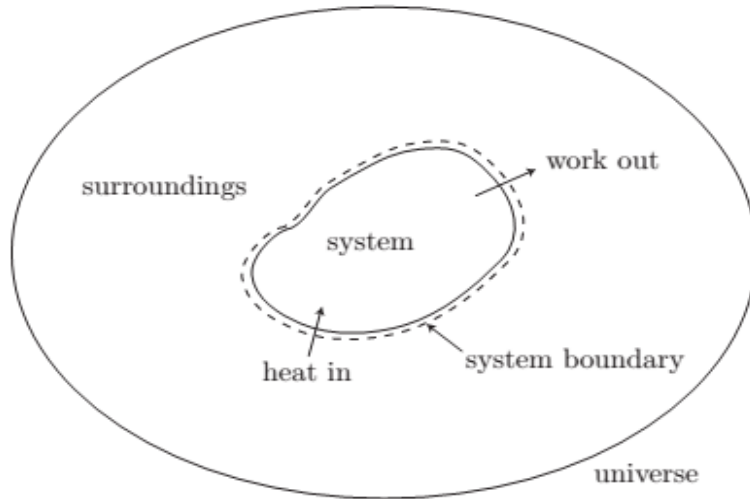 work out
surroundings
system
system boundary
heat in
universe